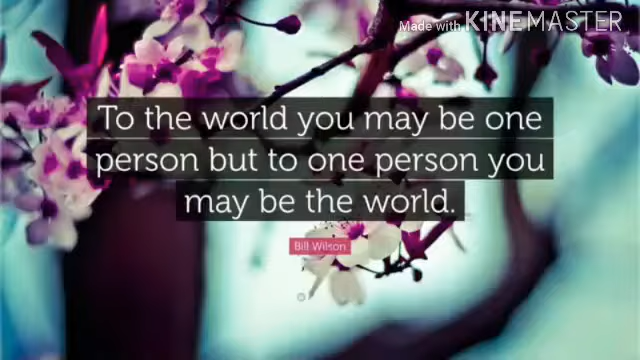 Made with KINEMASTER
To the world you may be one
person but to one person you
may be the world.
Bill Wilson